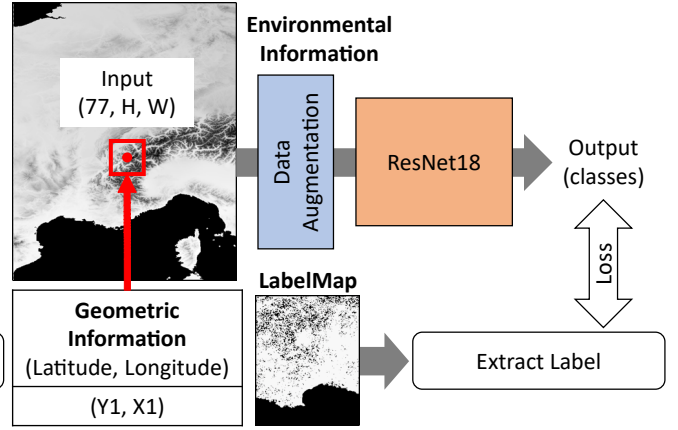 Environmental
Information
Input
(77, H, W)
Data
Augmentation
ResNet18
Output
(classes)
Loss
LabelMap
Geometric
Information
(Latitude, Longitude)
(Y1, X1)
Extract Label